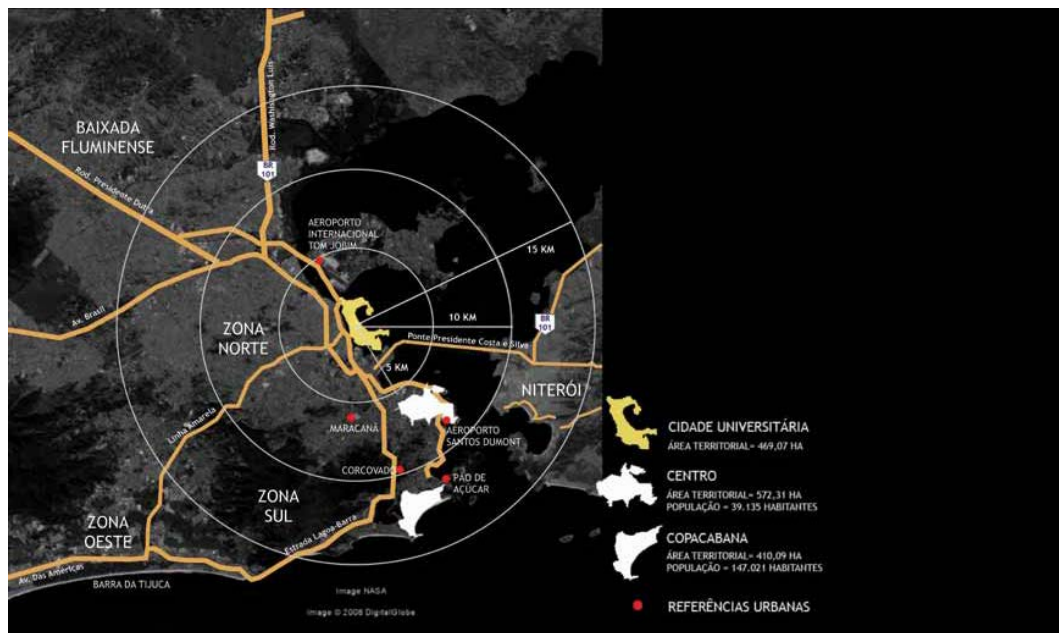 Rod. Washington Luis
BAIXADA
FLUMINENSE
BR
101
Rod. Presidente Dutra
AEROPORTO
INTERNACIONAL
TOM JOBIM
15 KM
10 KM
5 KM
BR
101
Av. Brasil
ZONA
NORTE
Ponte Presidente Costa e Silva
NITERÓI
Linha Amarela
MARACANÃ
AEROPORTO
SANTOS DUMONT
CORCOVADO
PÃO DE
AÇÚCAR
ZONA
SUL
ZONA
OESTE
Estrada Lagoa-Barra
Av. Das Américas
BARRA DA TIJUCA
Image NASA
Image © 2008 DigitalGlobe
CIDADE UNIVERSITÁRIA
ÁREA TERRITORIAL= 469,07 HA
CENTRO
ÁREA TERRITORIAL= 572,31 HA
POPULAÇÃO = 39.135 HABITANTES
COPACABANA
ÁREA TERRITORIAL= 410,09 HA
POPULAÇÃO = 147.021 HABITANTES
REFERÊNCIAS URBANAS